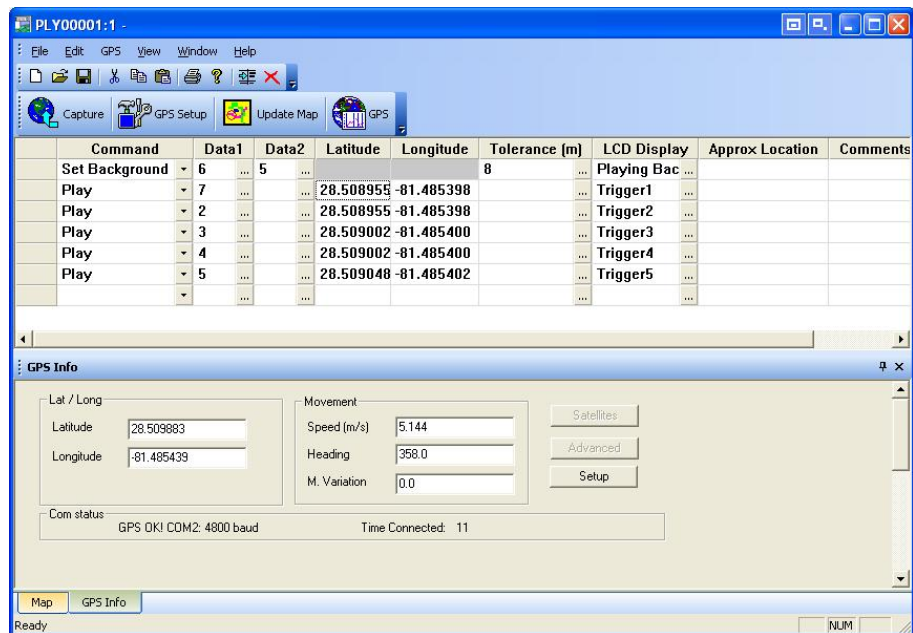 PLY00001:1 -
File Edit GPS View Window Help
Capture GPS Setup Update Map GPS
Command Data1 Data2 Latitude Longitude Tolerance (m) LCD Display Approx Location Comments
Set Background 6 ... 5 ... 8 ... Playing Bac ...
Play 7 ... ... 28.508955 -81.485398 ... Trigger1 ...
Play 2 ... ... 28.508955 -81.485398 ... Trigger2 ...
Play 3 ... ... 28.509002 -81.485400 ... Trigger3 ...
Play 4 ... ... 28.509002 -81.485400 ... Trigger4 ...
Play 5 ... ... 28.509048 -81.485402 ... Trigger5 ...
... ... ... ...
GPS Info
Lat / Long
Latitude 28.509883
Longitude -81.485439
Movement
Speed (m/s) 5.144
Heading 358.0
M. Variation 0.0
Satellites
Advanced
Setup
Com status
GPS OK! COM2: 4800 baud Time Connected: 11
Map GPS Info
Ready NUM